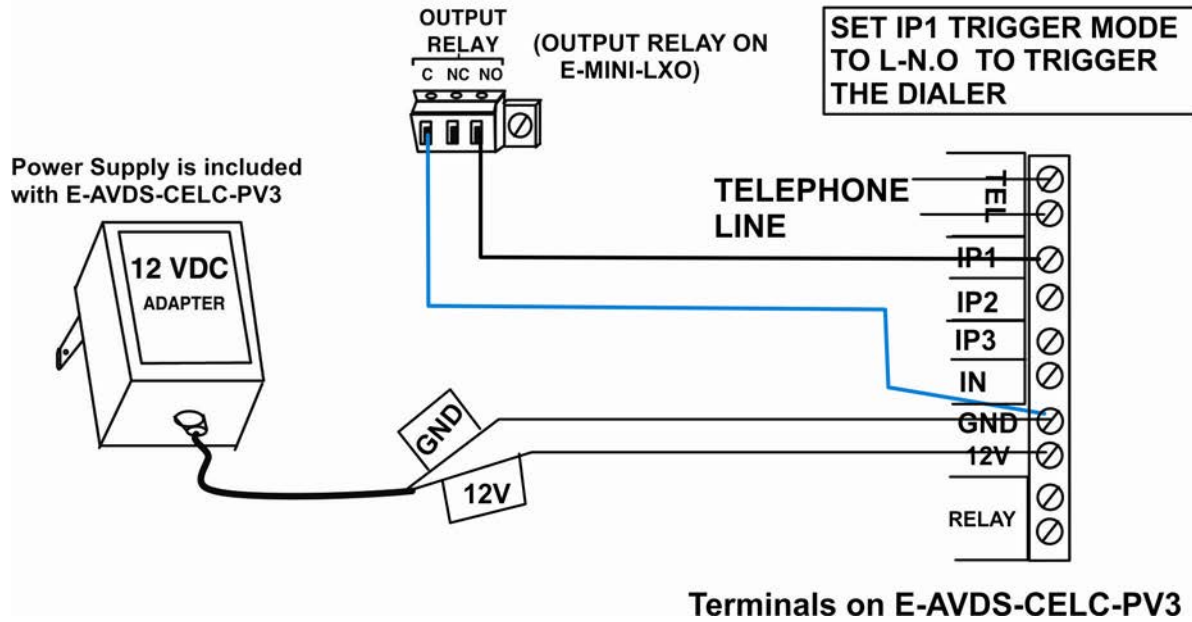 OUTPUT
RELAY
C NC NO
(OUTPUT RELAY ON
E-MINI-LXO)
SET IP1 TRIGGER MODE
TO L-N.O TO TRIGGER
THE DIALER
Power Supply is included
with E-AVDS-CELC-PV3
12 VDC
ADAPTER
TELEPHONE
LINE
TEL
IP1
IP2
IP3
IN
GND
12V
RELAY
GND
12V
Terminals on E-AVDS-CELC-PV3